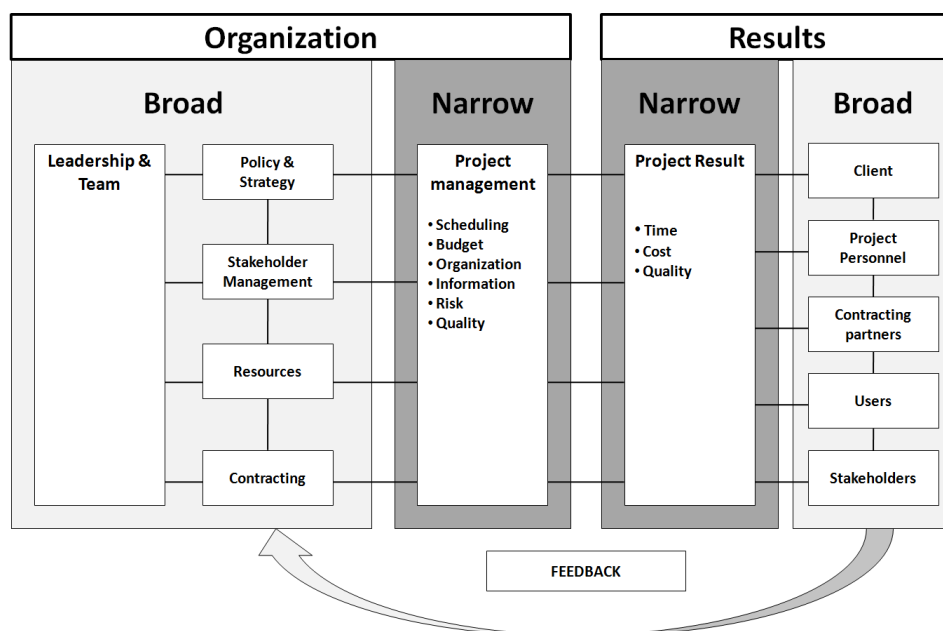 Organization
Results
Broad
Narrow
Narrow
Broad
Leadership &
Team
Policy &
Strategy
Stakeholder
Management
Resources
Contracting
Project
management
• Scheduling
• Budget
• Organization
• Information
• Risk
• Quality
Project Result
• Time
• Cost
• Quality
Client
Project
Personnel
Contracting
partners
Users
Stakeholders
FEEDBACK